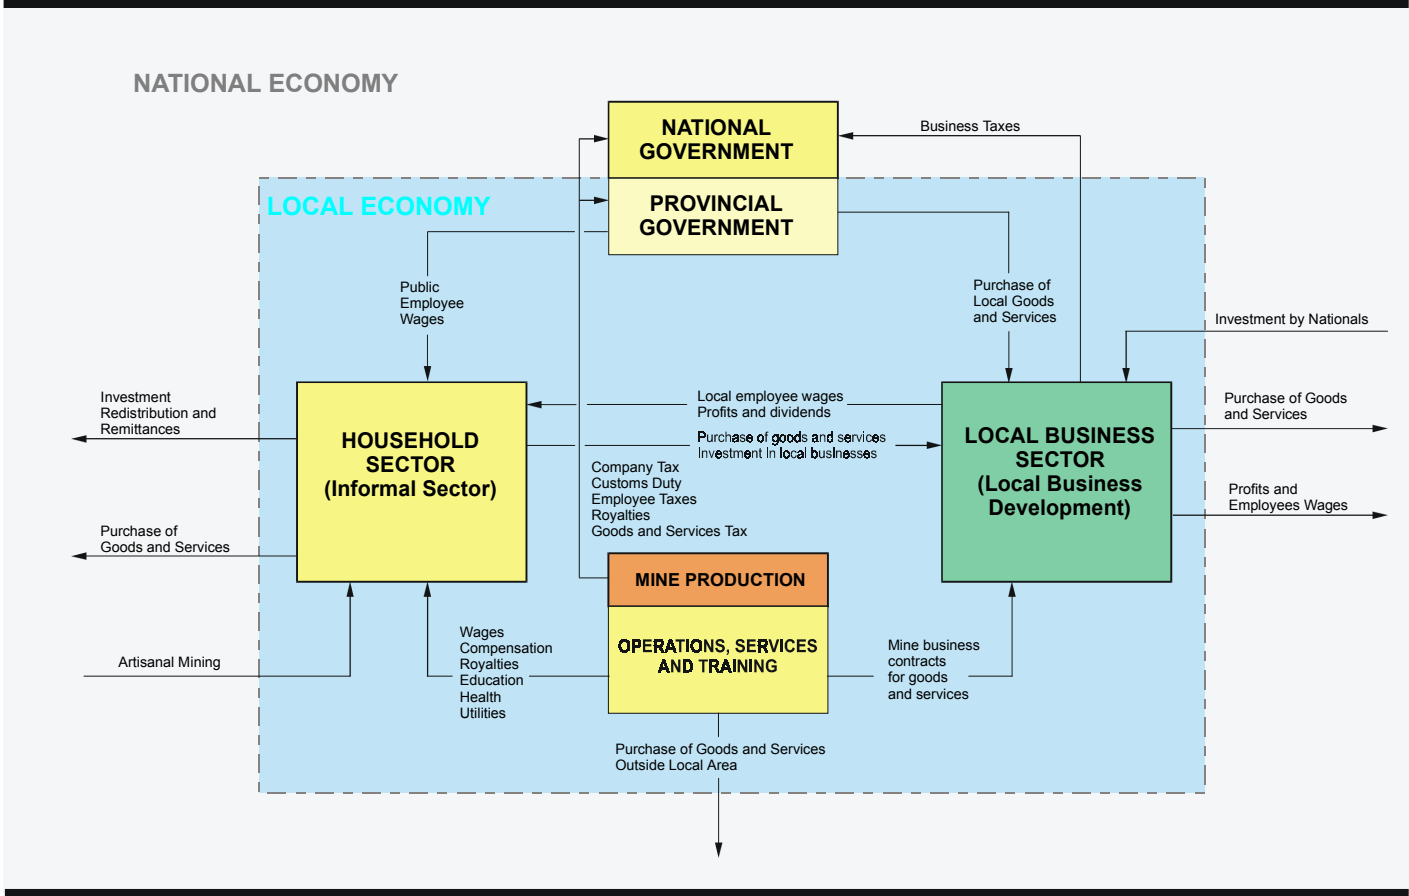 NATIONAL ECONOMY
NATIONAL
GOVERNMENT
Business Taxes
LOCAL ECONOMY
PROVINCIAL
GOVERNMENT
Public
Employee
Wages
Purchase of
Local Goods
and Services
Investment by Nationals
Investment
Redistribution and
Remittances
HOUSEHOLD
SECTOR
(Informal Sector)
Local employee wages
Profits and dividends
Purchase of goods and services
Investment In local businesses
LOCAL BUSINESS
SECTOR
(Local Business
Development)
Purchase of Goods
and Services
Profits and
Employees Wages
Company Tax
Customs Duty
Employee Taxes
Royalties
Goods and Services Tax
Purchase of
Goods and Services
MINE PRODUCTION
OPERATIONS, SERVICES
AND TRAINING
Artisanal Mining
Wages
Compensation
Royalties
Education
Health
Utilities
Mine business
contracts
for goods
and services
Purchase of Goods and Services
Outside Local Area